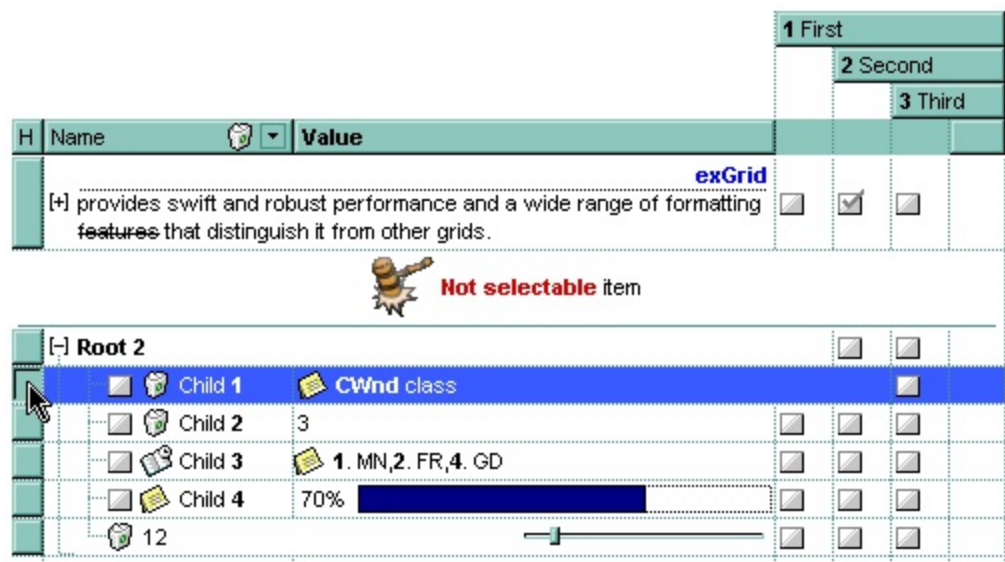 1 First
2 Second
3 Third
H Name Value
exGrid
[+] provides swift and robust performance and a wide range of formatting
features that distinguish it from other grids.
Not selectable item
[-] Root 2
Child 1 CWnd class
Child 2 3
Child 3 1. MN,2. FR,4. GD
Child 4 70%
12